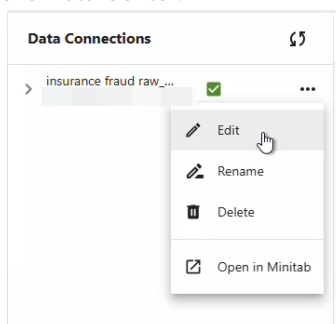 Data Connections
insurance fraud raw_...
Edit
Rename
Delete
Open in Minitab